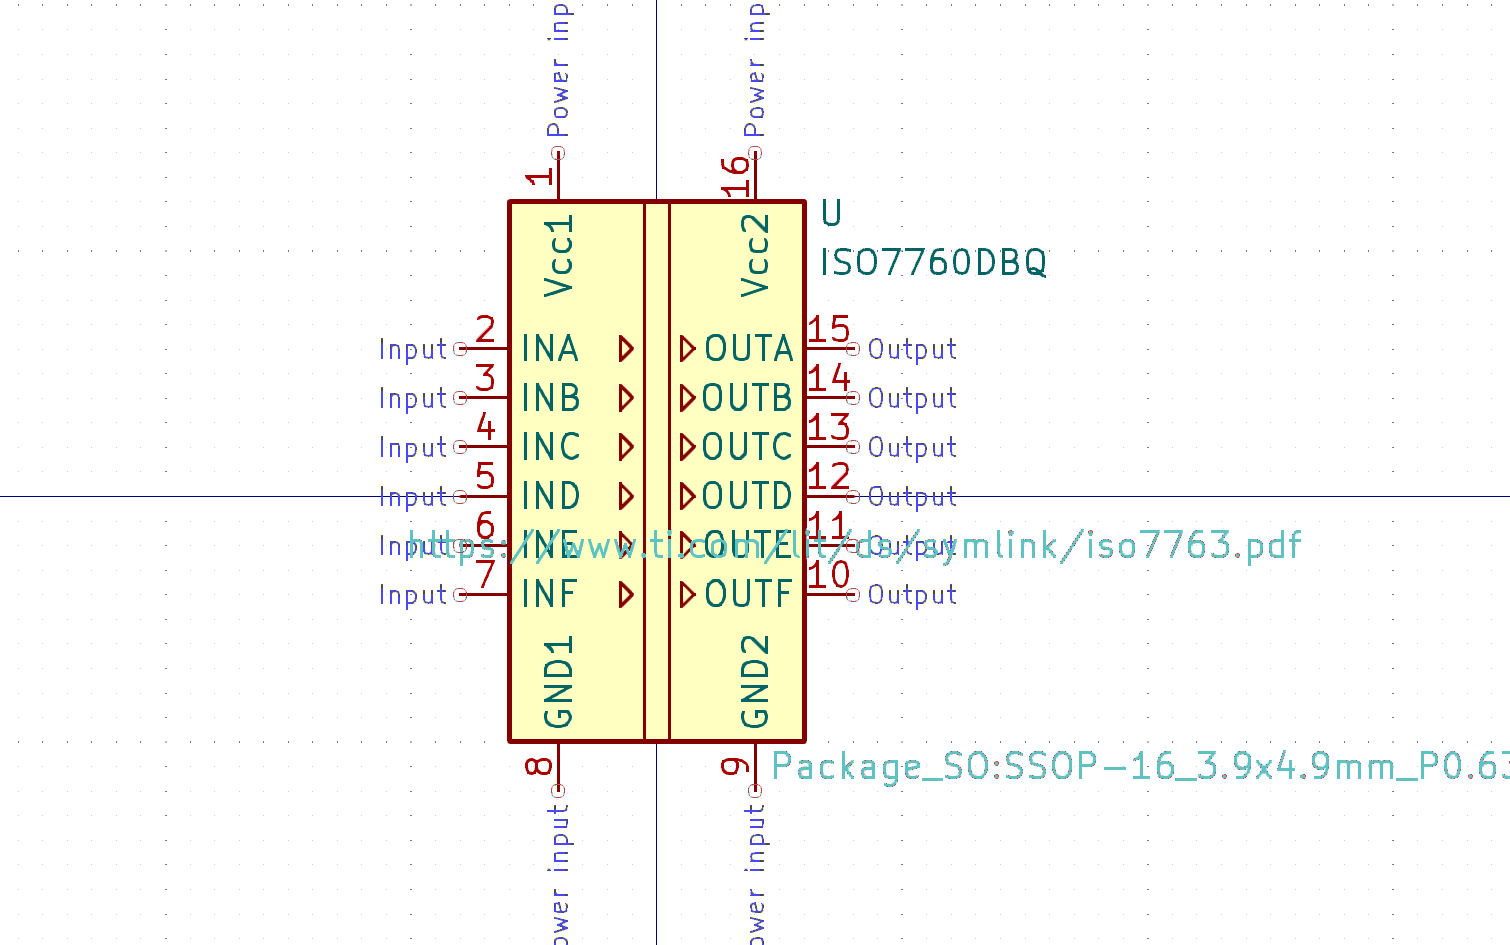 Power inp
Power inp
1
16
U
ISO7760DBQ
Vcc1
Vcc2
Input 2 INA OUTA 15 Output
Input 3 INB OUTB 14 Output
Input 4 INC OUTC 13 Output
Input 5 IND OUTD 12 Output
Input 6 INE OUTE 11 Output
https://www.ti.com/lit/ds/symlink/iso7763.pdf
Input 7 INF OUTF 10 Output
GND1
GND2
8
9
Package_SO:SSOP-16_3.9x4.9mm_P0.63
ower input
ower input